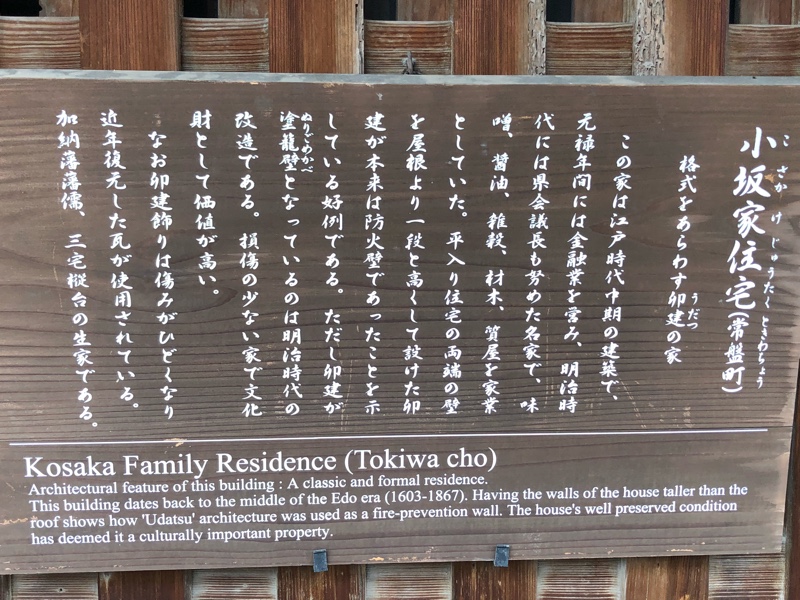 小坂家住宅(常盤町)
こさかけじゅうたくときわちょう
格式をあらわす卯建の家
うだつ
この家は江戸時代中期の建築で、
元禄年間には金融業を営み、明治時
代には県会議長も努めた名家で、味
噌、醤油、雑穀、材木、質屋を家業
としていた。平入り住宅の両端の壁
を屋根より一段と高くして設けた卯
建が本来は防火壁であったことを示
している好例である。ただし卯建が
塗籠壁となっているのは明治時代の
ぬりごめかべ
改造である。損傷の少ない家で文化
財として価値が高い。
なお卯建飾りは傷みがひどくなり
近年復元した瓦が使用されている。
加納藩藩儒、三宅樅台の生家である。
Kosaka Family Residence (Tokiwa cho)
Architectural feature of this building : A classic and formal residence.
This building dates back to the middle of the Edo era (1603-1867). Having the walls of the house taller than the
roof shows how 'Udatsu' architecture was used as a fire-prevention wall. The house's well preserved condition
has deemed it a culturally important property.